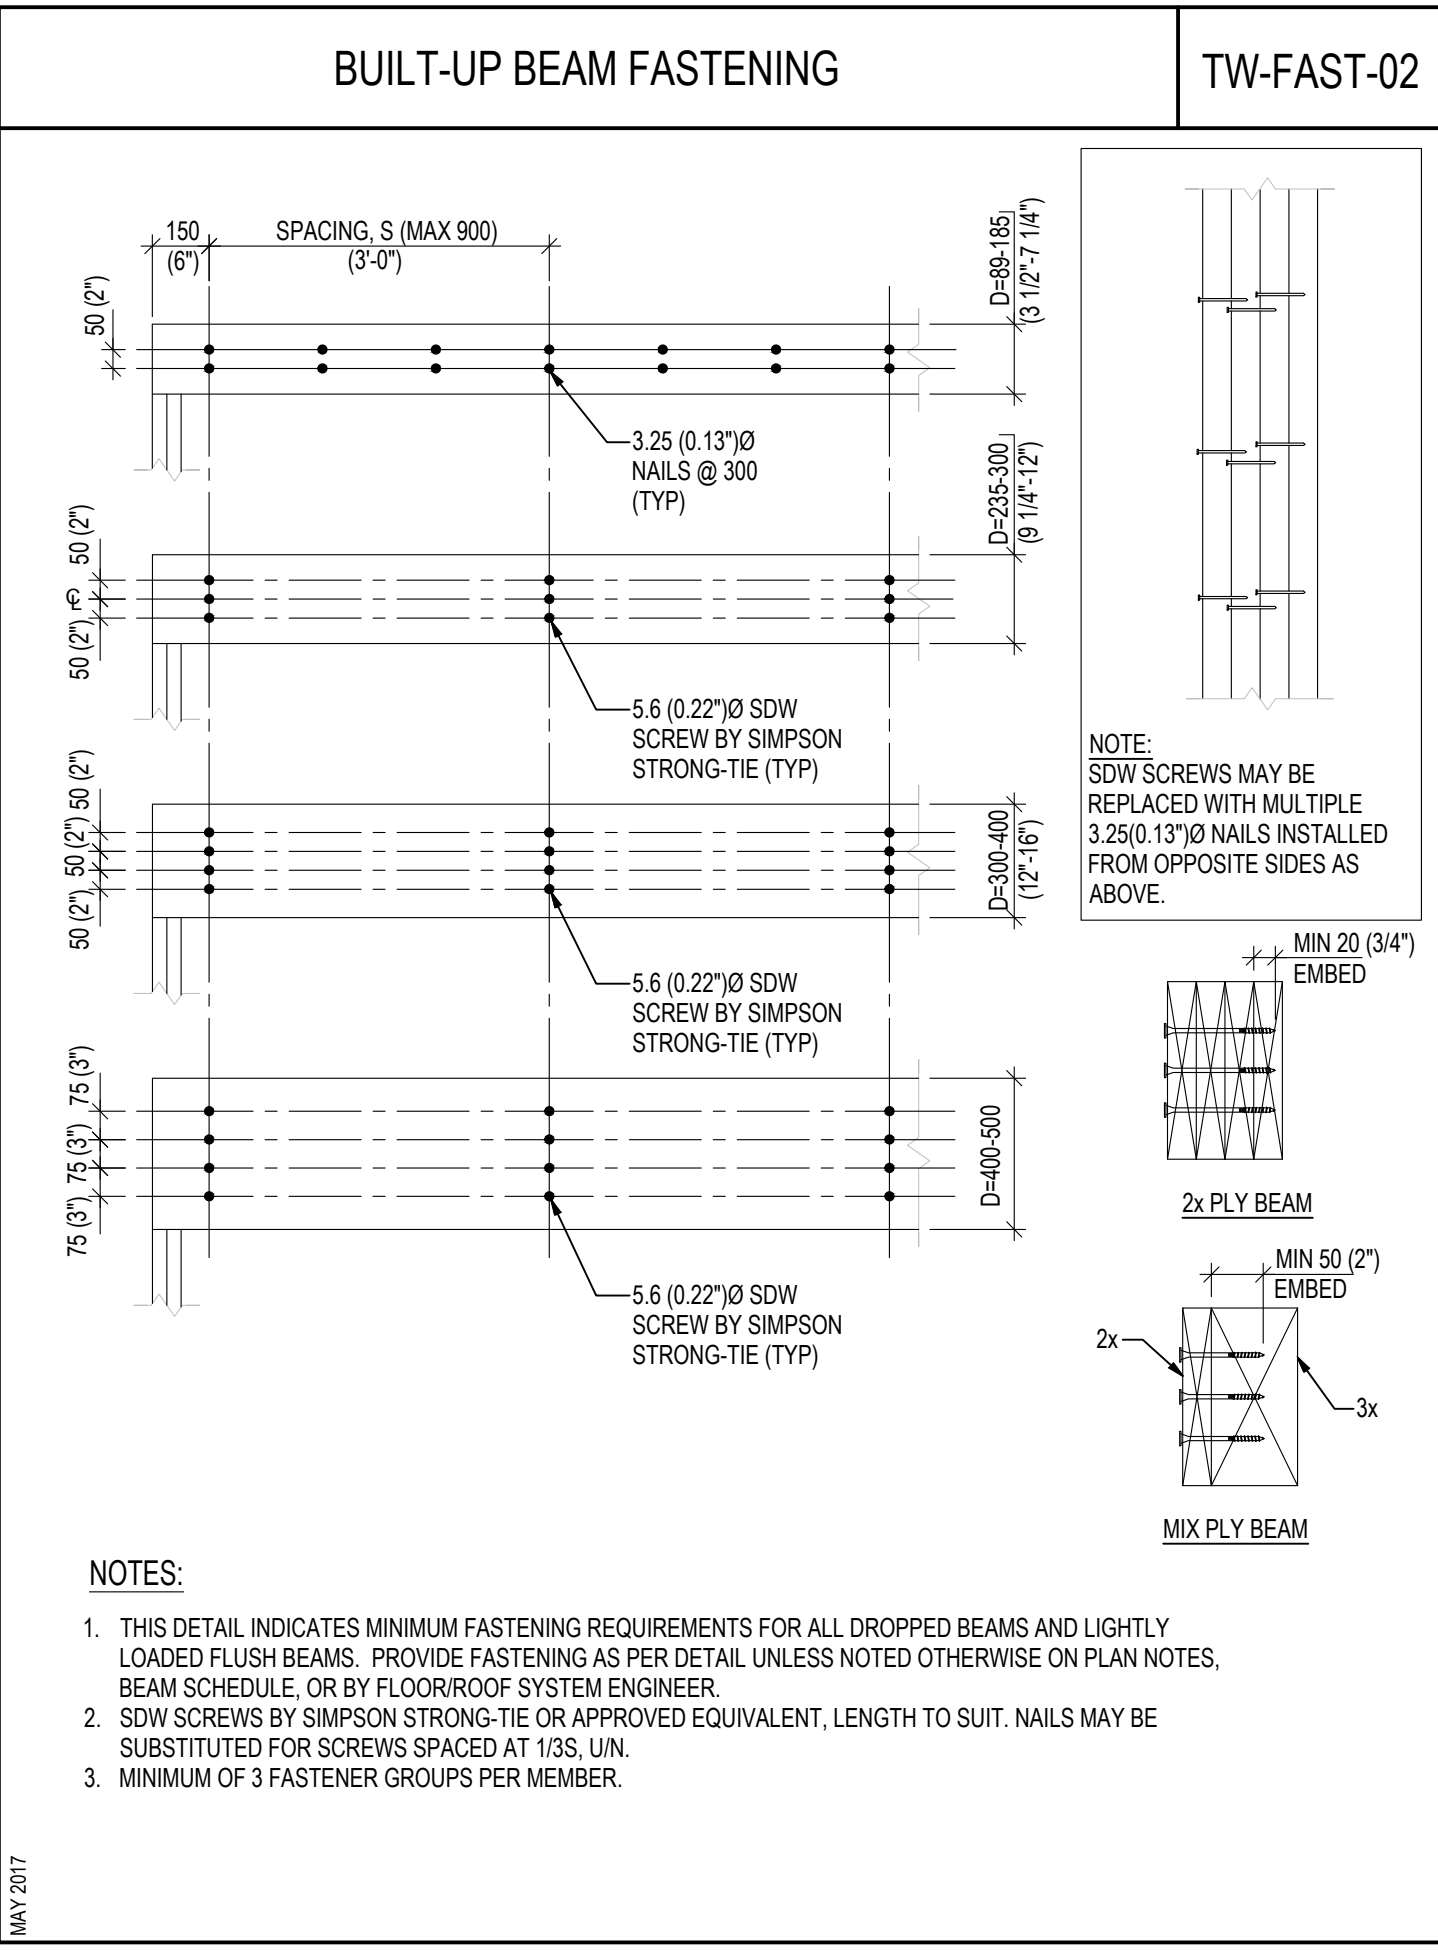 BUILT-UP BEAM FASTENING
TW-FAST-02
150
(6")
SPACING, S (MAX 900)
(3'-0")
50 (2")
D=89-185
(3 1/2"-7 1/4")
3.25 (0.13")Ø
NAILS @ 300
(TYP)
50 (2")
℄
50 (2")
D=235-300
(9 1/4"-12")
5.6 (0.22")Ø SDW
SCREW BY SIMPSON
STRONG-TIE (TYP)
50 (2")
50 (2")
50 (2")
D=300-400
(12"-16")
5.6 (0.22")Ø SDW
SCREW BY SIMPSON
STRONG-TIE (TYP)
75 (3")
75 (3")
75 (3")
D=400-500
5.6 (0.22")Ø SDW
SCREW BY SIMPSON
STRONG-TIE (TYP)
NOTE:
SDW SCREWS MAY BE
REPLACED WITH MULTIPLE
3.25(0.13")Ø NAILS INSTALLED
FROM OPPOSITE SIDES AS
ABOVE.
MIN 20 (3/4")
EMBED
2x PLY BEAM
MIN 50 (2")
EMBED
2x
3x
MIX PLY BEAM
NOTES:
1. THIS DETAIL INDICATES MINIMUM FASTENING REQUIREMENTS FOR ALL DROPPED BEAMS AND LIGHTLY
LOADED FLUSH BEAMS. PROVIDE FASTENING AS PER DETAIL UNLESS NOTED OTHERWISE ON PLAN NOTES,
BEAM SCHEDULE, OR BY FLOOR/ROOF SYSTEM ENGINEER.
2. SDW SCREWS BY SIMPSON STRONG-TIE OR APPROVED EQUIVALENT, LENGTH TO SUIT. NAILS MAY BE
SUBSTITUTED FOR SCREWS SPACED AT 1/3S, U/N.
3. MINIMUM OF 3 FASTENER GROUPS PER MEMBER.
MAY 2017